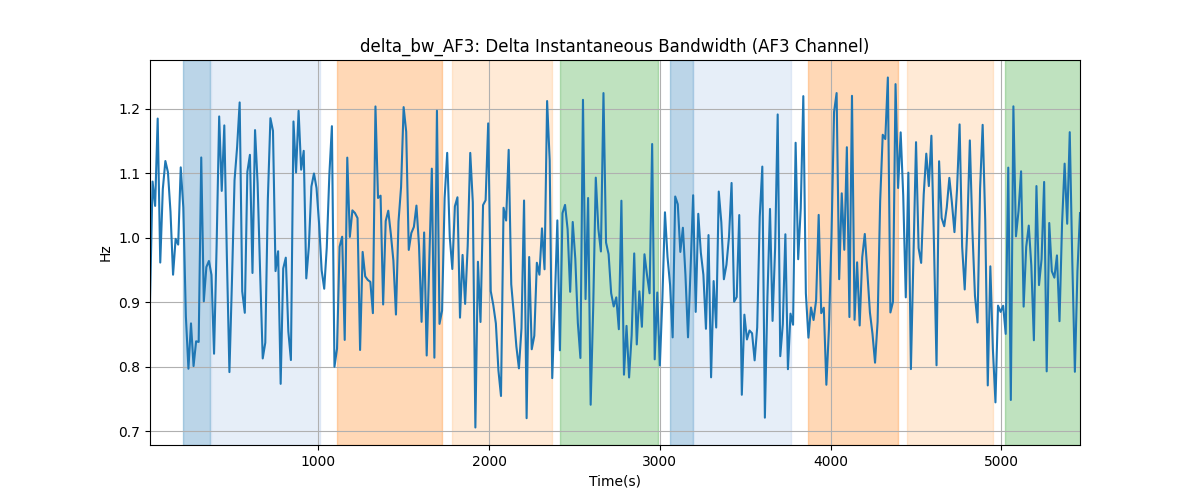 delta_bw_AF3: Delta Instantaneous Bandwidth (AF3 Channel)
Hz
1.2
1.1
1.0
0.9
0.8
0.7
1000 2000 3000 4000 5000
Time(s)